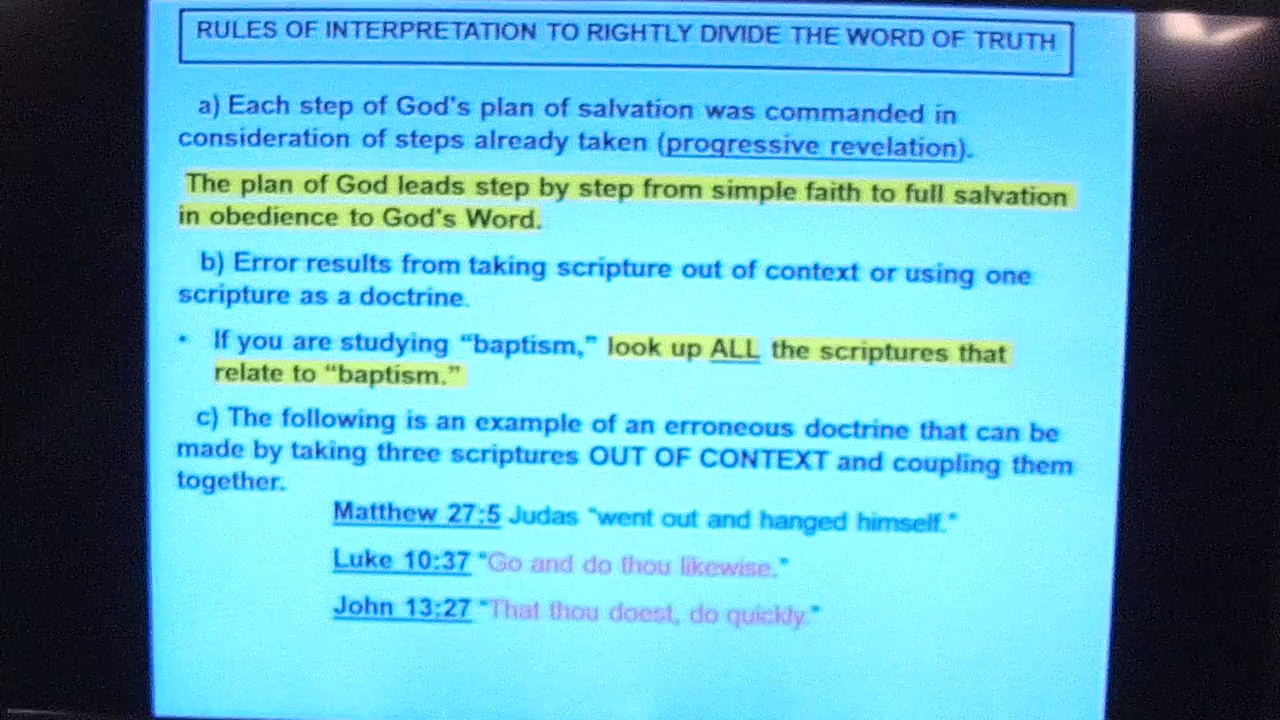 RULES OF INTERPRETATION TO RIGHTLY DIVIDE THE WORD OF TRUTH
a) Each step of God's plan of salvation was commanded in
consideration of steps already taken (progressive revelation).
The plan of God leads step by step from simple faith to full salvation
in obedience to God's Word.
b) Error results from taking scripture out of context or using one
scripture as a doctrine.
• If you are studying “baptism,” look up ALL the scriptures that
relate to “baptism.”
c) The following is an example of an erroneous doctrine that can be
made by taking three scriptures OUT OF CONTEXT and coupling them
together.
Matthew 27:5 Judas “went out and hanged himself.”
Luke 10:37 “Go and do thou likewise.”
John 13:27 “That thou doest, do quickly.”